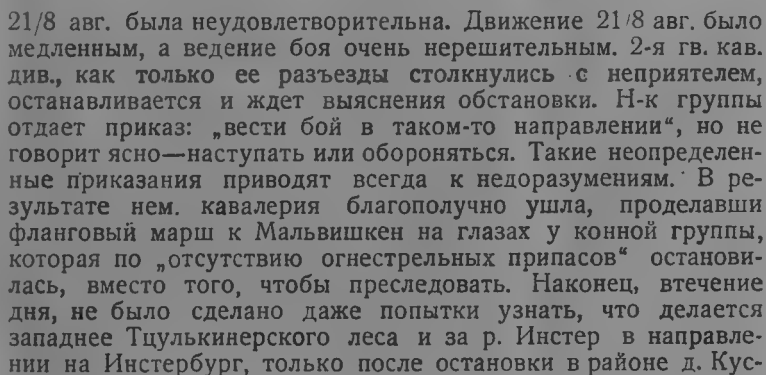 21/8 авг. была неудовлетворительна. Движение 21/8 авг. было
медленным, а ведение боя очень нерешительным. 2-я гв. кав.
див., как только ее разъезды столкнулись с неприятелем,
останавливается и ждет выяснения обстановки. Н-к группы
отдает приказ: „вести бой в таком-то направлении“, но не
говорит ясно—наступать или обороняться. Такие неопределен-
ные приказания приводят всегда к недоразумениям. В ре-
зультате нем. кавалерия благополучно ушла, проделавши
фланговый марш к Мальвишкен на глазах у конной группы,
которая по „отсутствию огнестрельных припасов“ останови-
лась, вместо того, чтобы преследовать. Наконец, втечение
дня, не было сделано даже попытки узнать, что делается
западнее Тцулькинерского леса и за р. Инстер в направле-
нии на Инстербург, только после остановки в районе д. Кус-